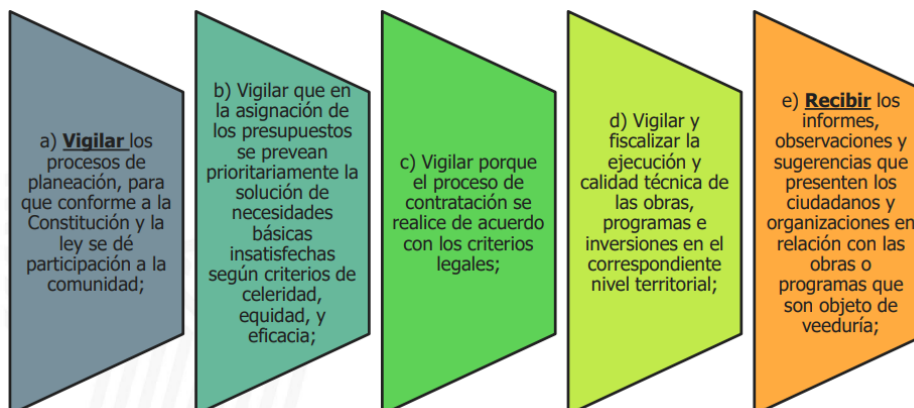 a) Vigilar los
procesos de
planeación, para
que conforme a la
Constitución y la
ley se dé
participación a la
comunidad;
b) Vigilar que en
la asignación de
los presupuestos
se prevean
prioritariamente la
solución de
necesidades
básicas
insatisfechas
según criterios de
celeridad,
equidad, y
eficacia;
c) Vigilar porque
el proceso de
contratación se
realice de acuerdo
con los criterios
legales;
d) Vigilar y
fiscalizar la
ejecución y
calidad técnica de
las obras,
programas e
inversiones en el
correspondiente
nivel territorial;
e) Recibir los
informes,
observaciones y
sugerencias que
presenten los
ciudadanos y
organizaciones en
relación con las
obras o
programas que
son objeto de
veeduría;